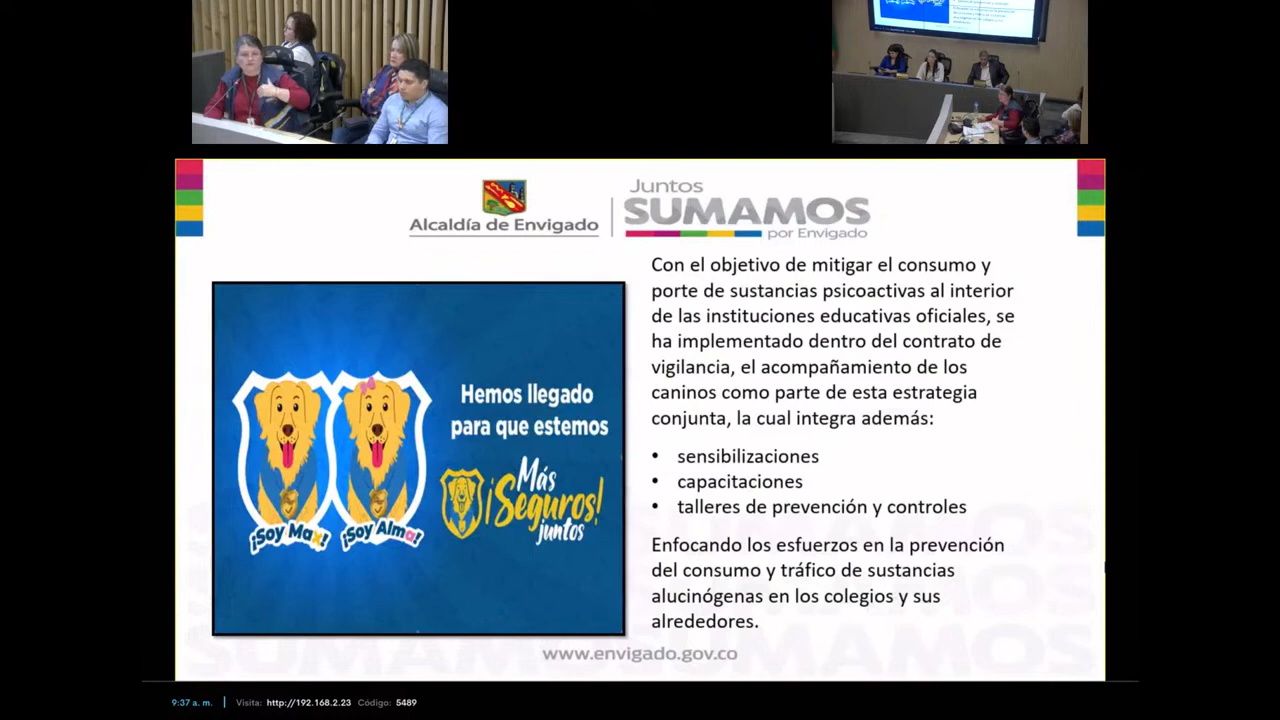 Alcaldía de Envigado
Juntos
SUMAMOS
por Envigado
Con el objetivo de mitigar el consumo y
porte de sustancias psicoactivas al interior
de las instituciones educativas oficiales, se
ha implementado dentro del contrato de
vigilancia, el acompañamiento de los
caninos como parte de esta estrategia
conjunta, la cual integra además:
• sensibilizaciones
• capacitaciones
• talleres de prevención y controles
Enfocando los esfuerzos en la prevención
del consumo y tráfico de sustancias
alucinógenas en los colegios y sus
alrededores.
Hemos llegado
para que estemos
Más
¡Seguros!
juntos
¡Soy Max!
¡Soy Alma!
SUMAMOS
SUMAMOS
www.envigado.gov.co
9:37 a. m. | Visita: http://192.168.2.23 Código: 5489